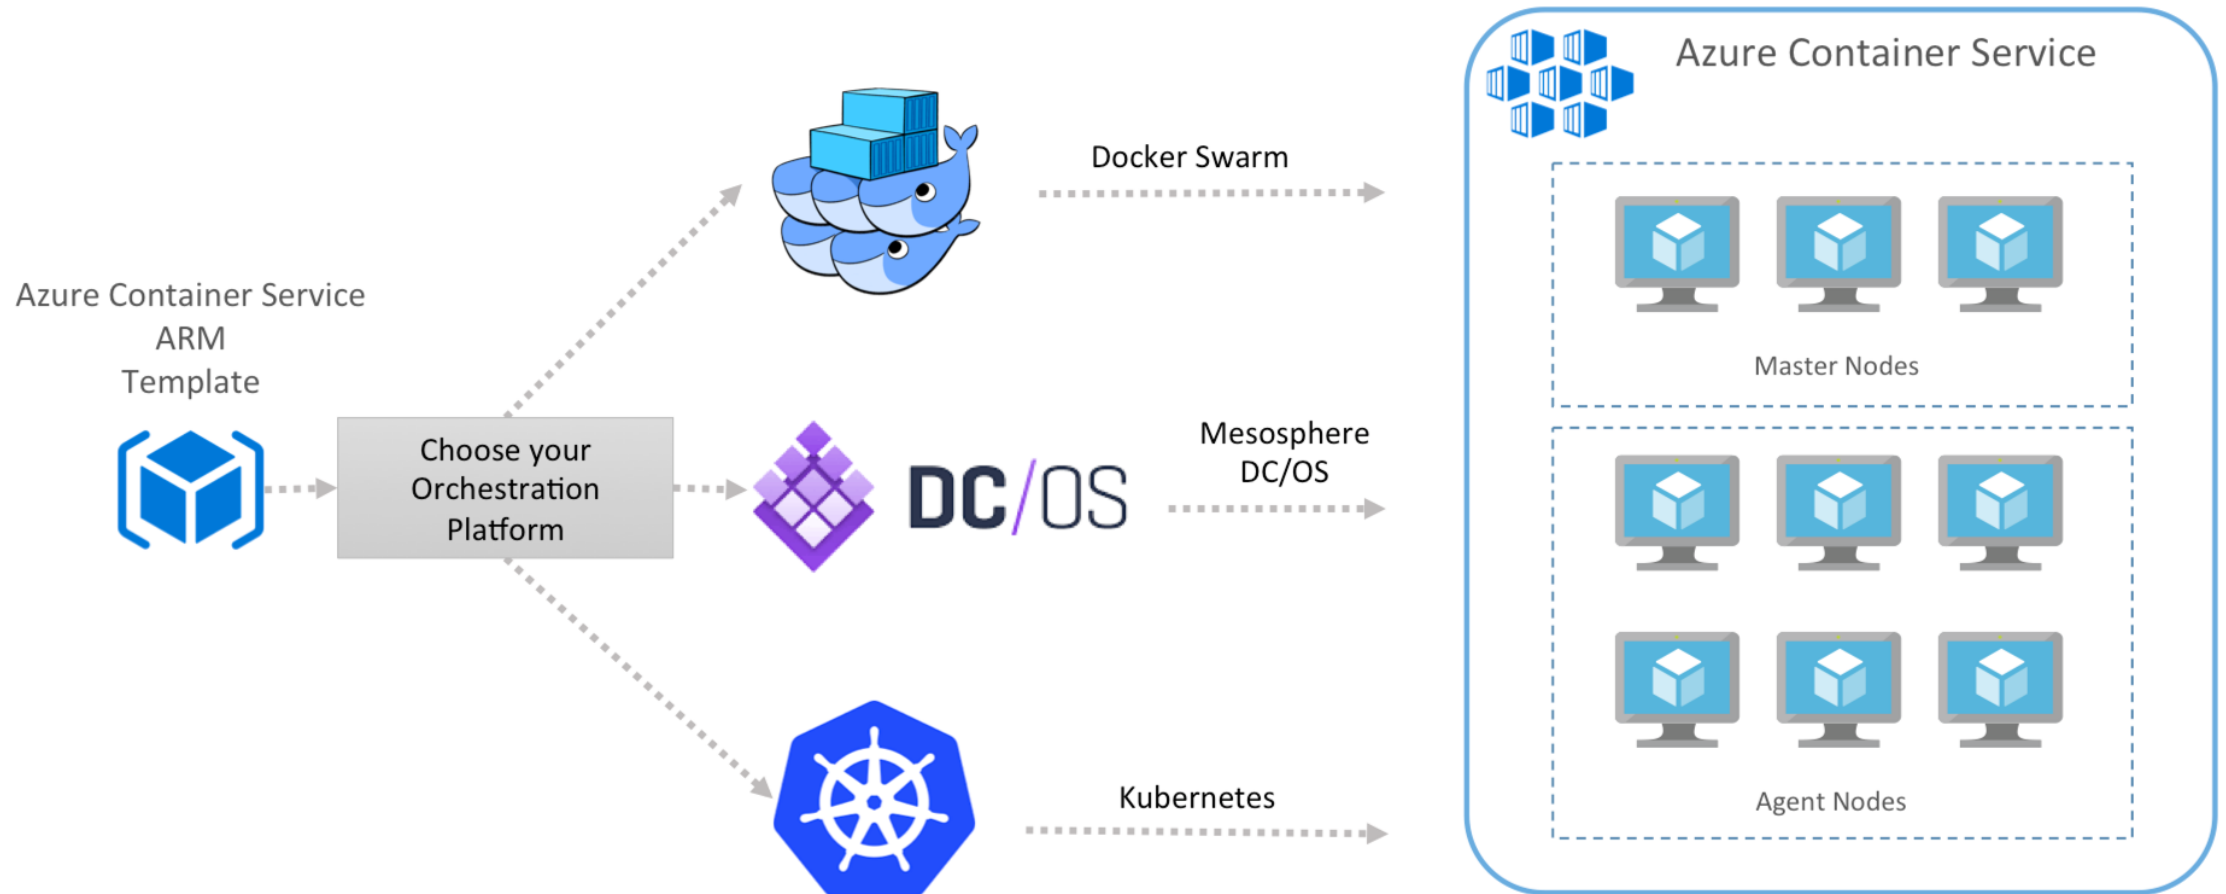 Azure Container Service
ARM
Template
Choose your
Orchestration
Platform
Docker Swarm
DC/OS
Mesosphere
DC/OS
Kubernetes
Azure Container Service
Master Nodes
Agent Nodes